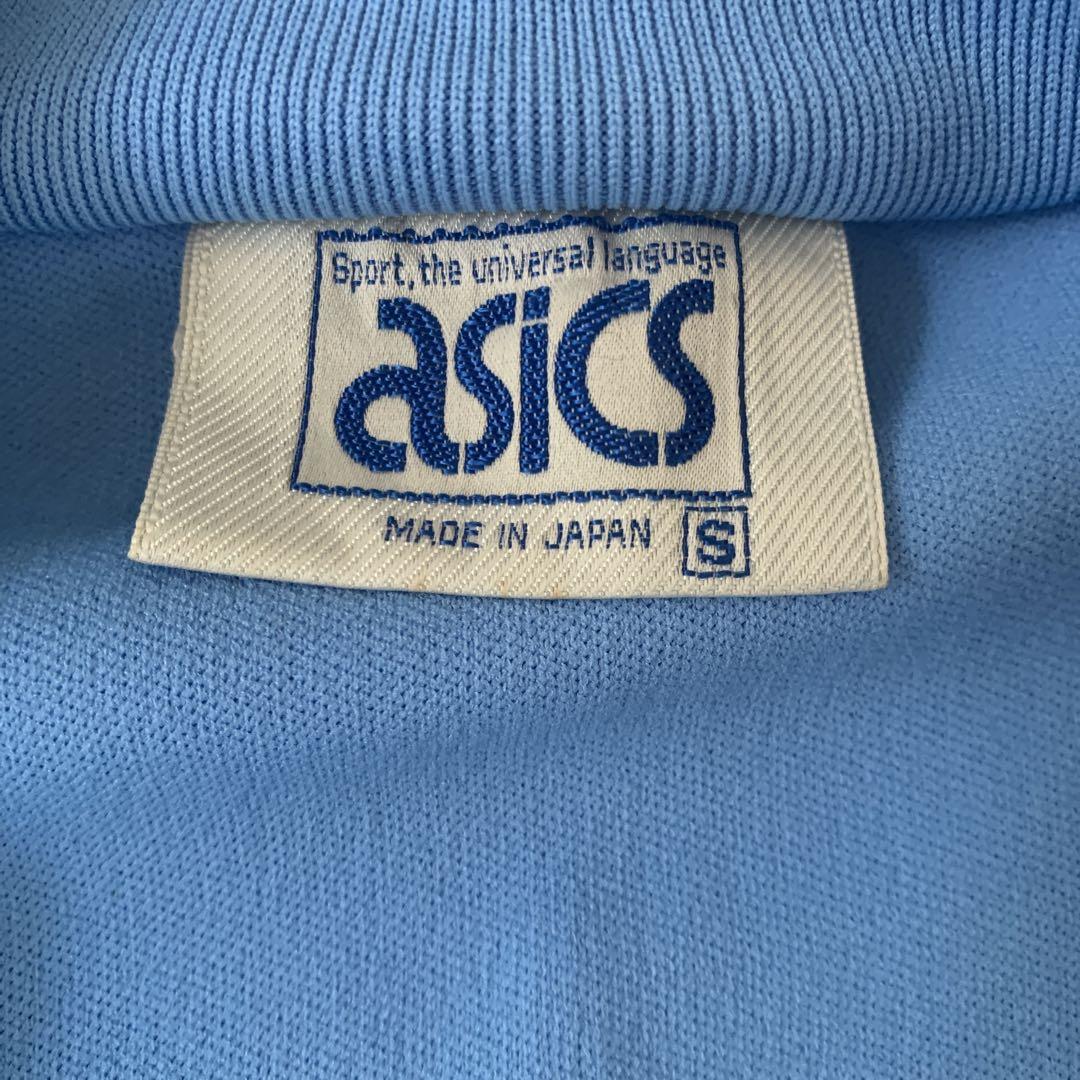 Sport, the universal language
asics
MADE IN JAPAN S